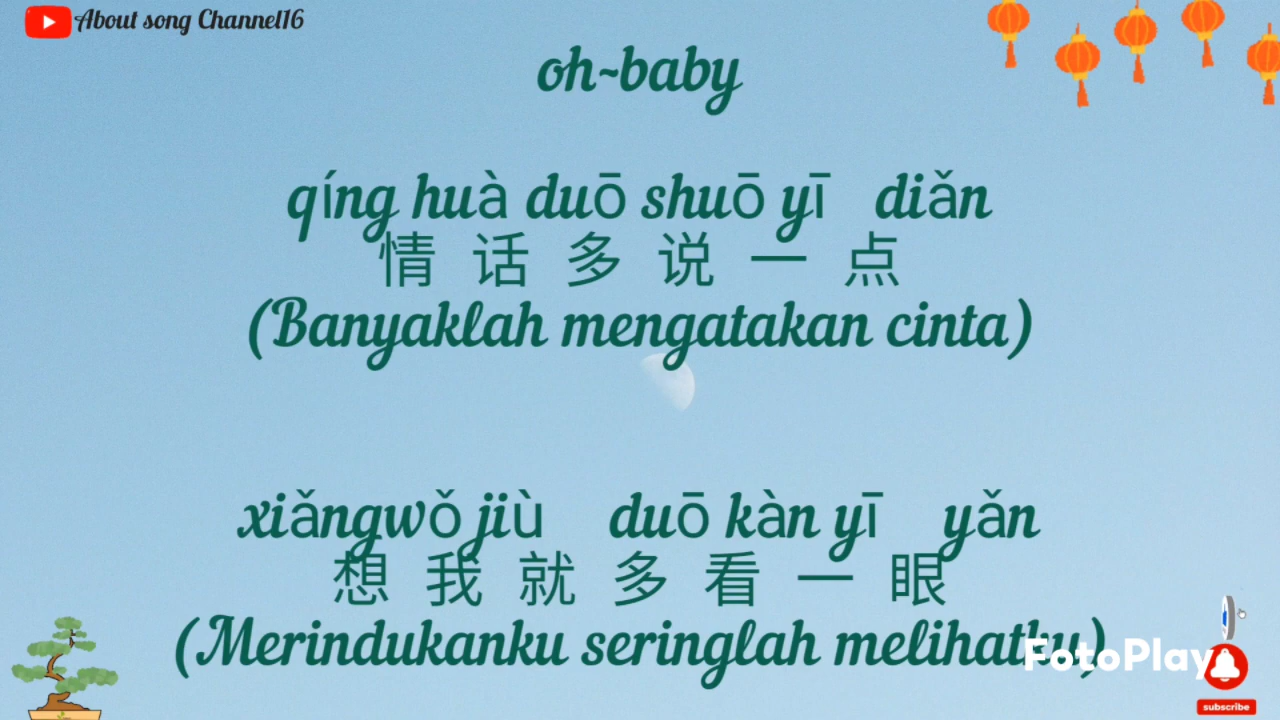 About song Channel16
oh~baby
qíng huà duō shuō yī diǎn
情 话 多 说 一 点
(Banyaklah mengatakan cinta)
xiǎngwǒ jiù duō kàn yī yǎn
想 我 就 多 看 一 眼
(Merindukanku seringlah melihatku)
FotoPlay
subscribe